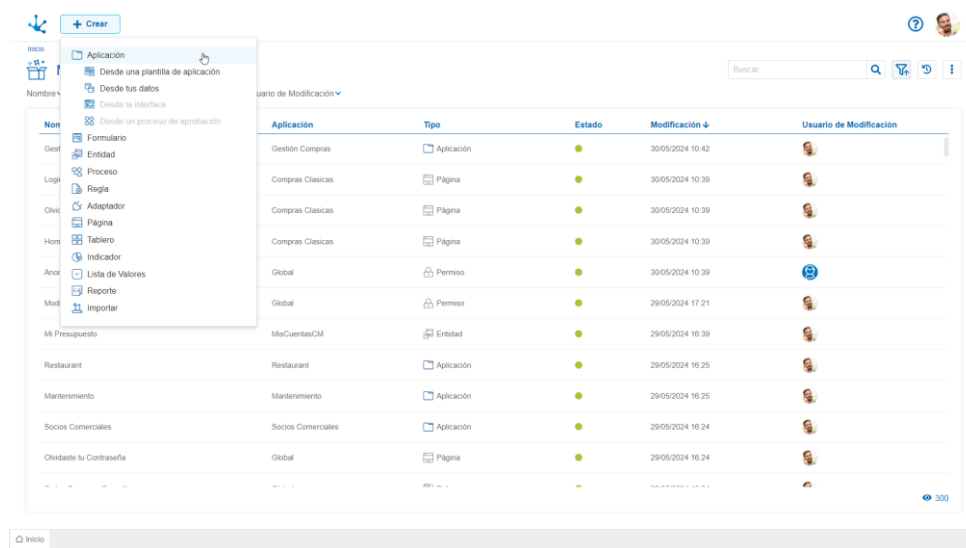 + Crear
Inicio
Aplicación
Desde una plantilla de aplicación
Desde tus datos
Desde la interface
Desde un proceso de aprobación
Formulario
Entidad
Proceso
Regla
Adaptador
Página
Tablero
Indicador
Lista de Valores
Reporte
Importar
Buscar
Nombre
de Modificación
Aplicación Tipo Estado Modificación Usuario de Modificación
Gestión Compras Aplicación 30/05/2024 10:42
Compras Clasicas Página 30/05/2024 10:39
Compras Clasicas Página 30/05/2024 10:39
Compras Clasicas Página 30/05/2024 10:39
Global Permiso 30/05/2024 10:39
Global Permiso 29/05/2024 17:21
Mi Presupuesto MisCuentasCM Entidad 29/05/2024 16:39
Restaurant Restaurant Aplicación 29/05/2024 16:25
Mantenimiento Mantenimiento Aplicación 29/05/2024 16:25
Socios Comerciales Socios Comerciales Aplicación 29/05/2024 16:24
Olvidaste tu Contraseña Global Página 29/05/2024 16:24
300
Inicio